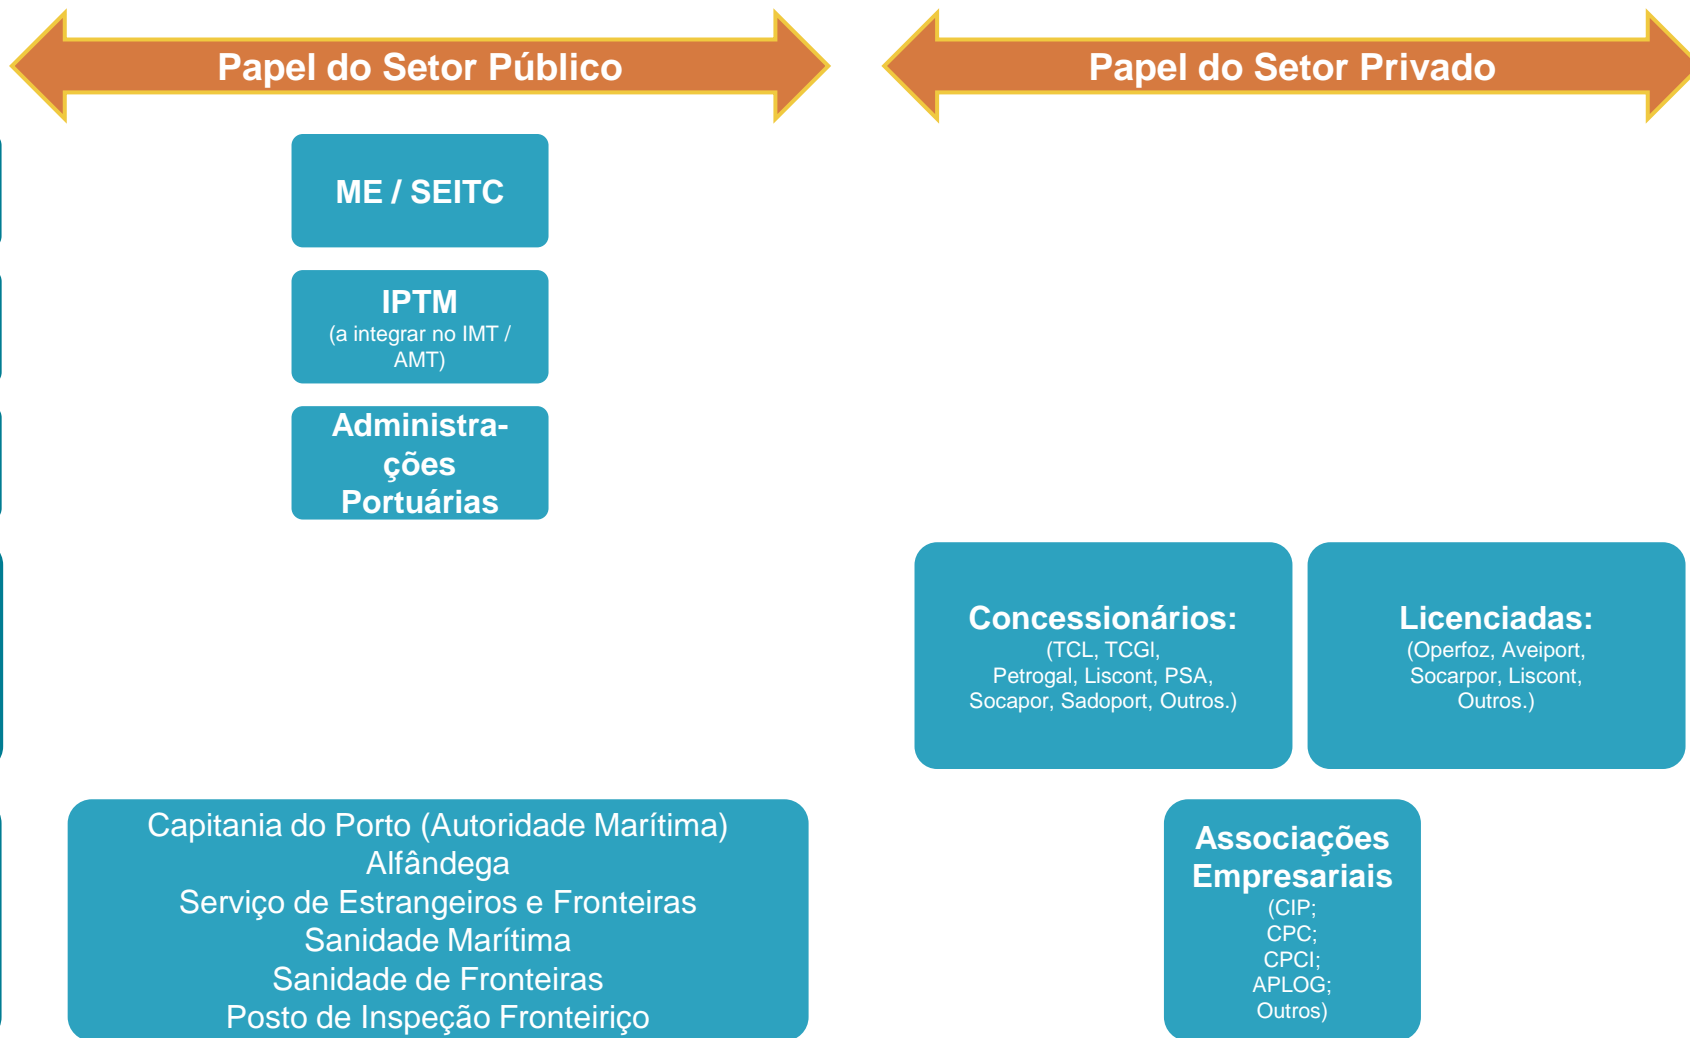 Papel do Setor Público
Papel do Setor Privado
ME / SEITC
IPTM
(a integrar no IMT /
AMT)
Administra-
ções
Portuárias
Concessionários:
(TCL, TCGl,
Petrogal, Liscont, PSA,
Socapor, Sadoport, Outros.)
Licenciadas:
(Operfoz, Aveiport,
Socarpor, Liscont,
Outros.)
Capitania do Porto (Autoridade Marítima)
Alfândega
Serviço de Estrangeiros e Fronteiras
Sanidade Marítima
Sanidade de Fronteiras
Posto de Inspeção Fronteiriço
Associações
Empresariais
(CIP;
CPC;
CPCI;
APLOG;
Outros)